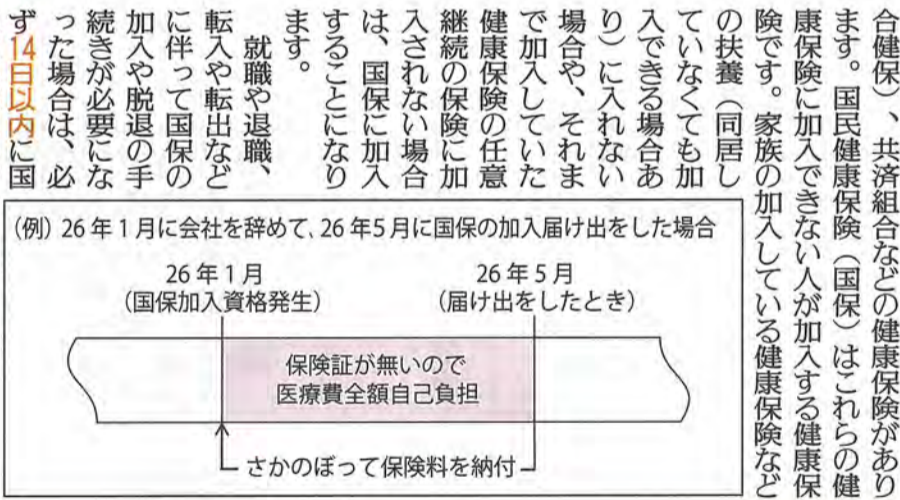 合健保)、共済組合などの健康保険があり
ます。国民健康保険(国保)はこれらの健
康保険に加入できない人が加入する健康保
険です。家族の加入している健康保険など
の扶養(同居し
ていなくても加
入できる場合あ
り)に入れない
場合や、それま
で加入していた
健康保険の任意
継続の保険に加
入されない場合
は、国保に加入
することになり
ます。
就職や退職、
転入や転出など
に伴って国保の
加入や脱退の手
続きが必要にな
った場合は、必
ず14日以内に国
(例)26年1月に会社を辞めて、26年5月に国保の加入届け出をした場合
26年1月
(国保加入資格発生)
26年5月
(届け出をしたとき)
保険証が無いので
医療費全額自己負担
さかのぼって保険料を納付